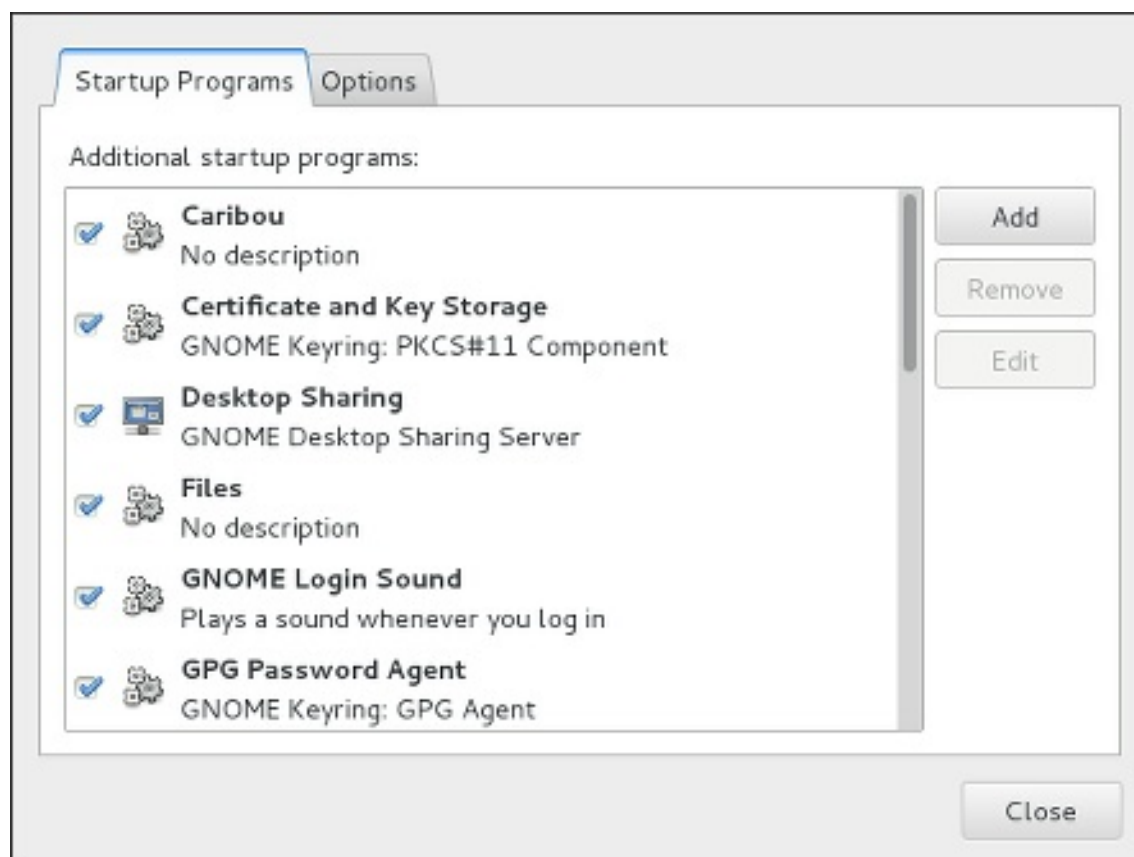 Startup Programs
Options
Additional startup programs:
Caribou
No description
Certificate and Key Storage
GNOME Keyring: PKCS#11 Component
Desktop Sharing
GNOME Desktop Sharing Server
Files
No description
GNOME Login Sound
Plays a sound whenever you log in
GPG Password Agent
GNOME Keyring: GPG Agent
Add
Remove
Edit
Close